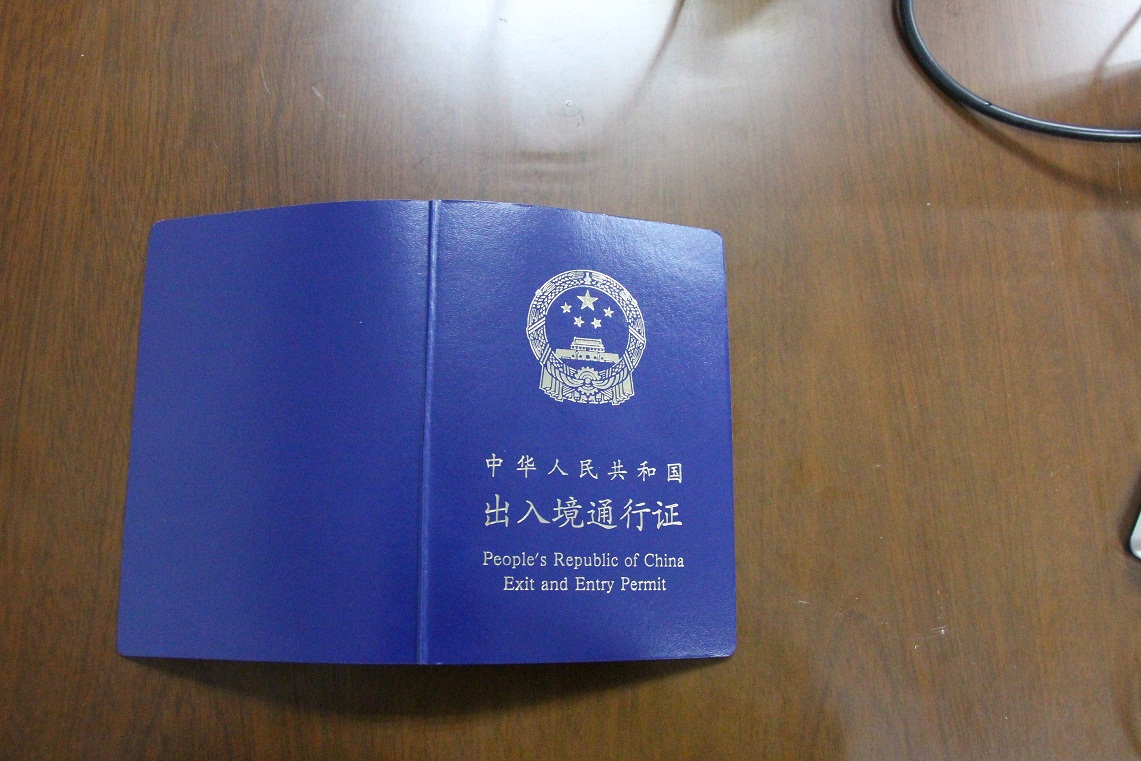 中华人民共和国
出入境通行证
People's Republic of China
Exit and Entry Permit